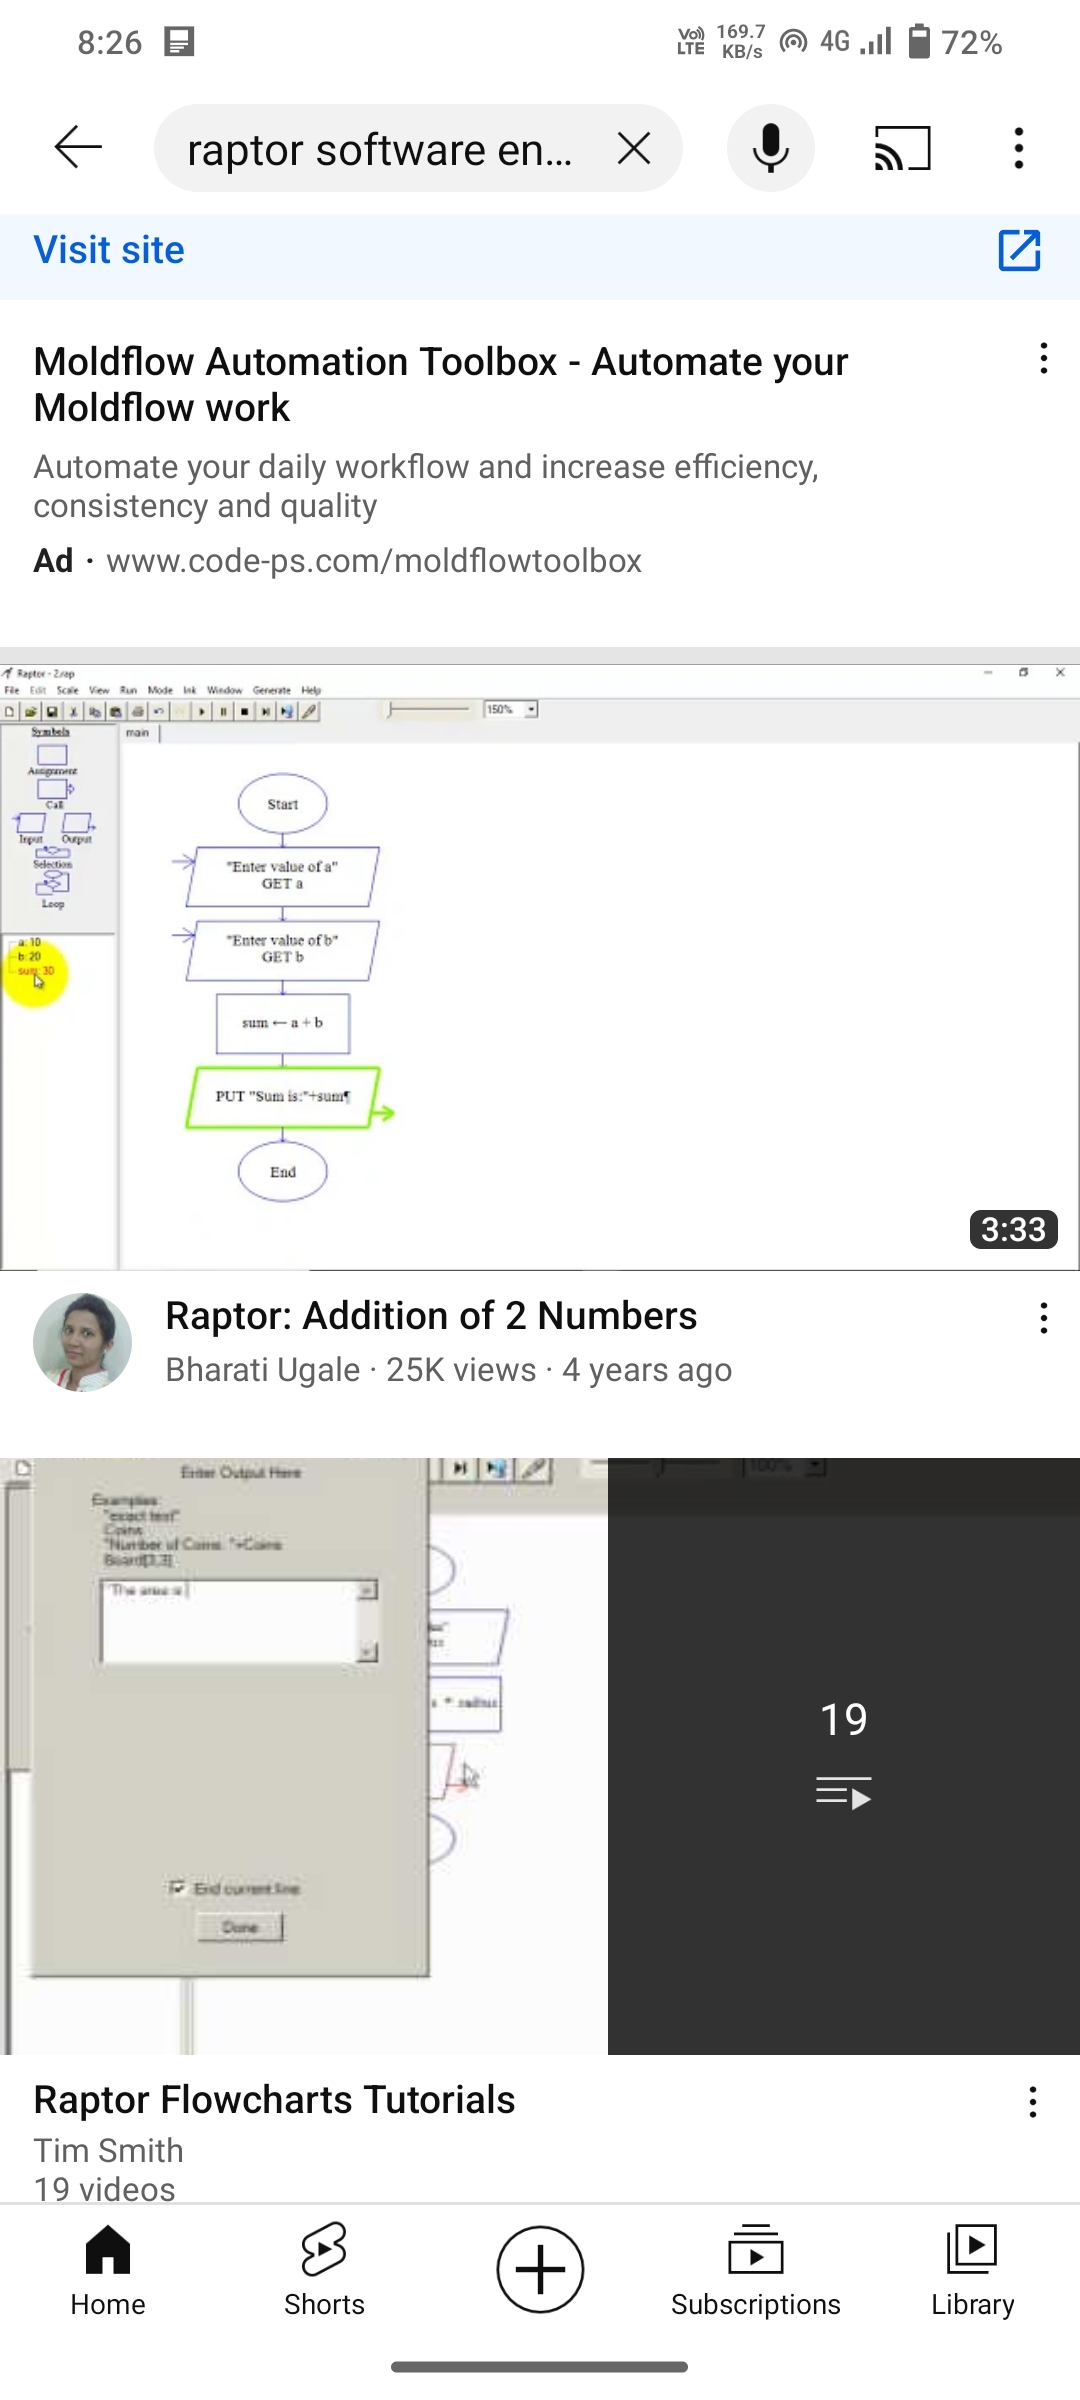 8:26
Vo))
LTE
169.7
KB/s
4G
72%
raptor software en...
Visit site
Moldflow Automation Toolbox - Automate your
Moldflow work
Automate your daily workflow and increase efficiency,
consistency and quality
Ad · www.code-ps.com/moldflowtoolbox
Raptor - 2.rap
File Edit Scale View Run Mode Ink Window Generate Help
150%
Symbols
main
Assignment
Call
Input Output
Selection
Loop
a: 10
b: 20
sum: 30
Start
"Enter value of a"
GET a
"Enter value of b"
GET b
sum ← a + b
PUT "Sum is:"+sum¶
End
3:33
Raptor: Addition of 2 Numbers
Bharati Ugale · 25K views · 4 years ago
Enter Output Here
100%
Examples:
"exact text"
Coins
"Number of Coins: "+Coins
Board[3,3]
"The area is
* radius
End current line
Done
19
Raptor Flowcharts Tutorials
Tim Smith
19 videos
Home
Shorts
Subscriptions
Library